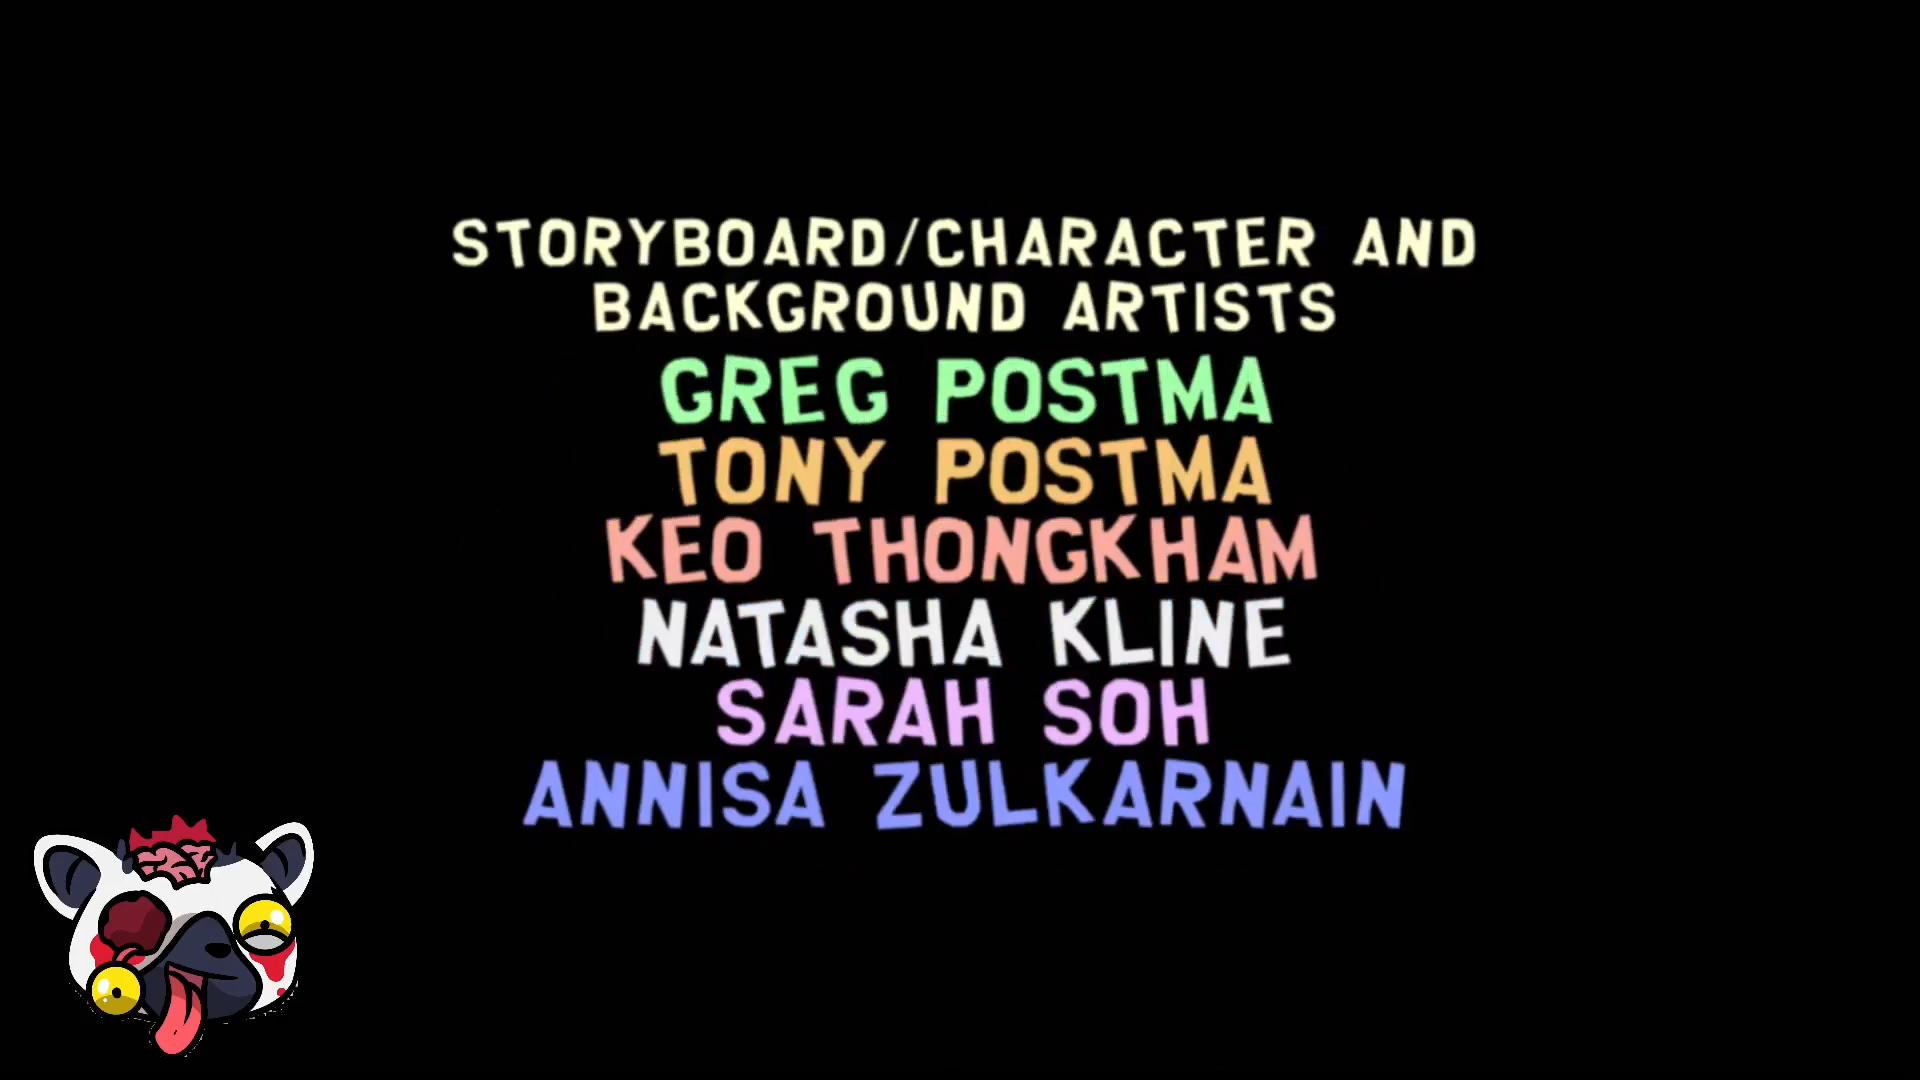 STORYBOARD/CHARACTER AND
BACKGROUND ARTISTS
GREG POSTMA
TONY POSTMA
KEO THONGKHAM
NATASHA KLINE
SARAH SOH
ANNISA ZULKARNAIN